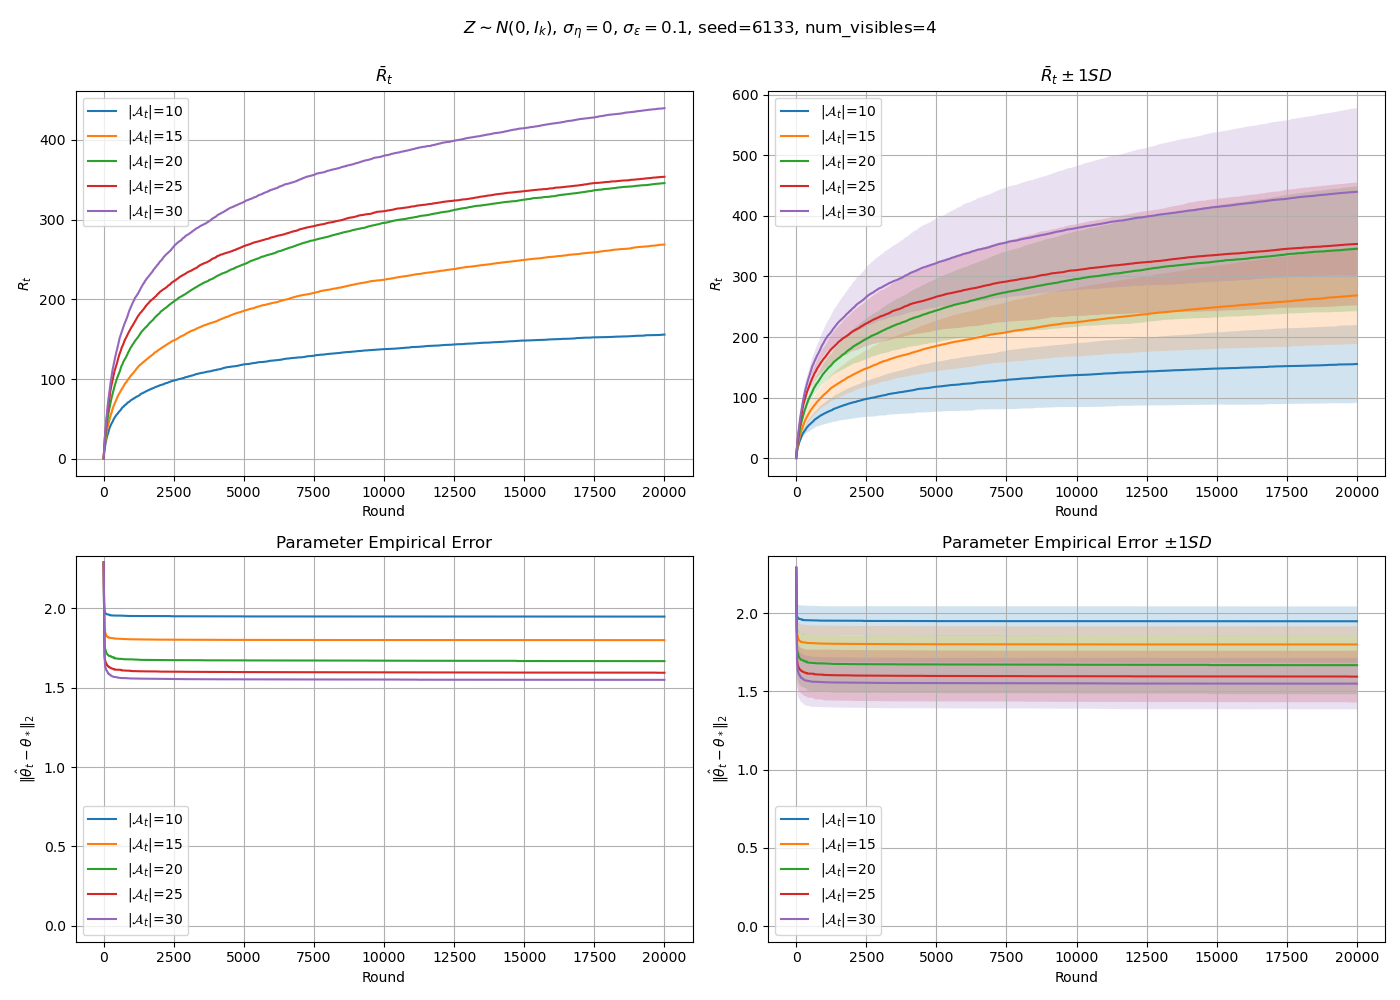 Z ∼ N(0, I_k), σ_η = 0, σ_ε = 0.1, seed=6133, num_visibles=4
R̄_t
R_t
400
300
200
100
0
|𝒜_t|=10
|𝒜_t|=15
|𝒜_t|=20
|𝒜_t|=25
|𝒜_t|=30
0 2500 5000 7500 10000 12500 15000 17500 20000
Round
R̄_t ± 1SD
R_t
600
500
400
300
200
100
0
|𝒜_t|=10
|𝒜_t|=15
|𝒜_t|=20
|𝒜_t|=25
|𝒜_t|=30
0 2500 5000 7500 10000 12500 15000 17500 20000
Round
Parameter Empirical Error
‖θ̂_t − θ_*‖_2
2.0
1.5
1.0
0.5
0.0
|𝒜_t|=10
|𝒜_t|=15
|𝒜_t|=20
|𝒜_t|=25
|𝒜_t|=30
0 2500 5000 7500 10000 12500 15000 17500 20000
Round
Parameter Empirical Error ±1SD
‖θ̂_t − θ_*‖_2
2.0
1.5
1.0
0.5
0.0
|𝒜_t|=10
|𝒜_t|=15
|𝒜_t|=20
|𝒜_t|=25
|𝒜_t|=30
0 2500 5000 7500 10000 12500 15000 17500 20000
Round